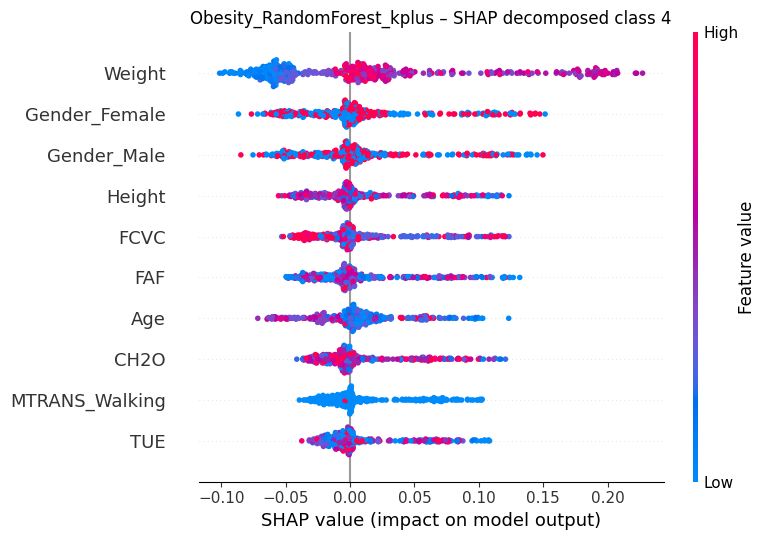 Obesity_RandomForest_kplus – SHAP decomposed class 4
High
Weight
Gender_Female
Gender_Male
Height
FCVC
FAF
Age
CH2O
MTRANS_Walking
TUE
Feature value
Low
−0.10 −0.05 0.00 0.05 0.10 0.15 0.20
SHAP value (impact on model output)